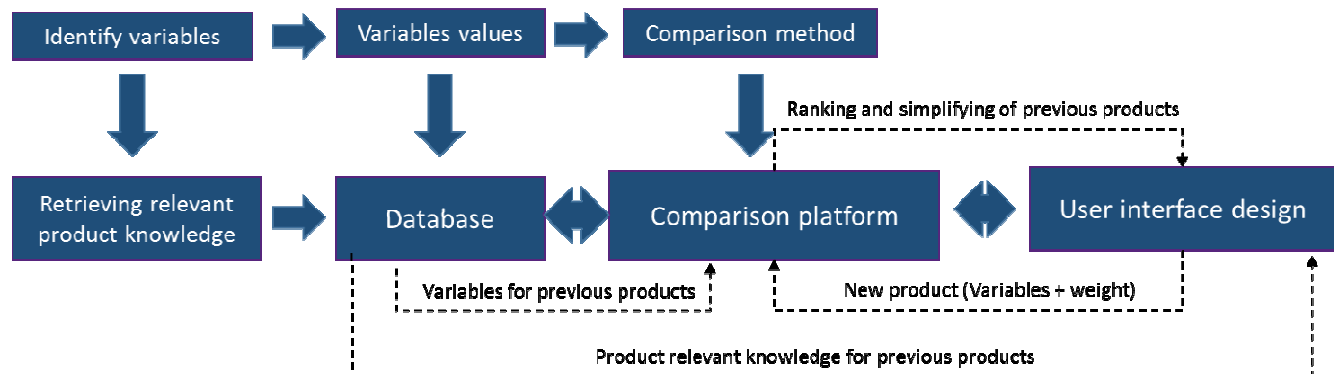 Identify variables
Variables values
Comparison method
Ranking and simplifying of previous products
Retrieving relevant
product knowledge
Database
Comparison platform
User interface design
Variables for previous products
New product (Variables + weight)
Product relevant knowledge for previous products